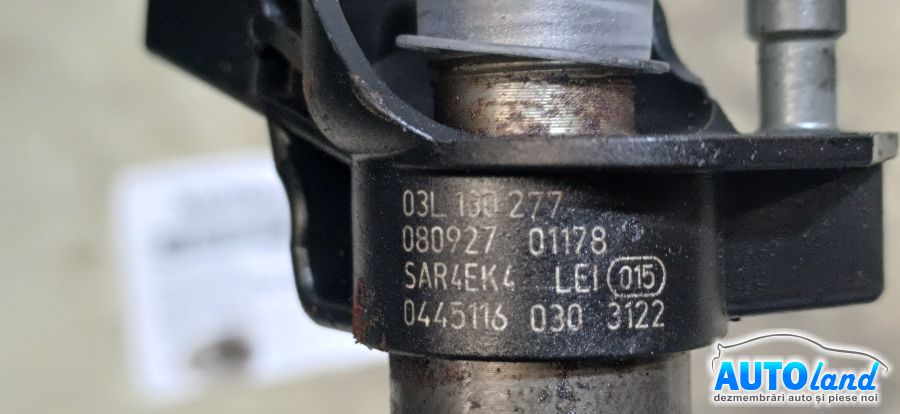 03L 130 277
080927 01178
SAR4EK4 LEI 015
0445116 030 3122
AUTOland
dezmembrări auto și piese noi